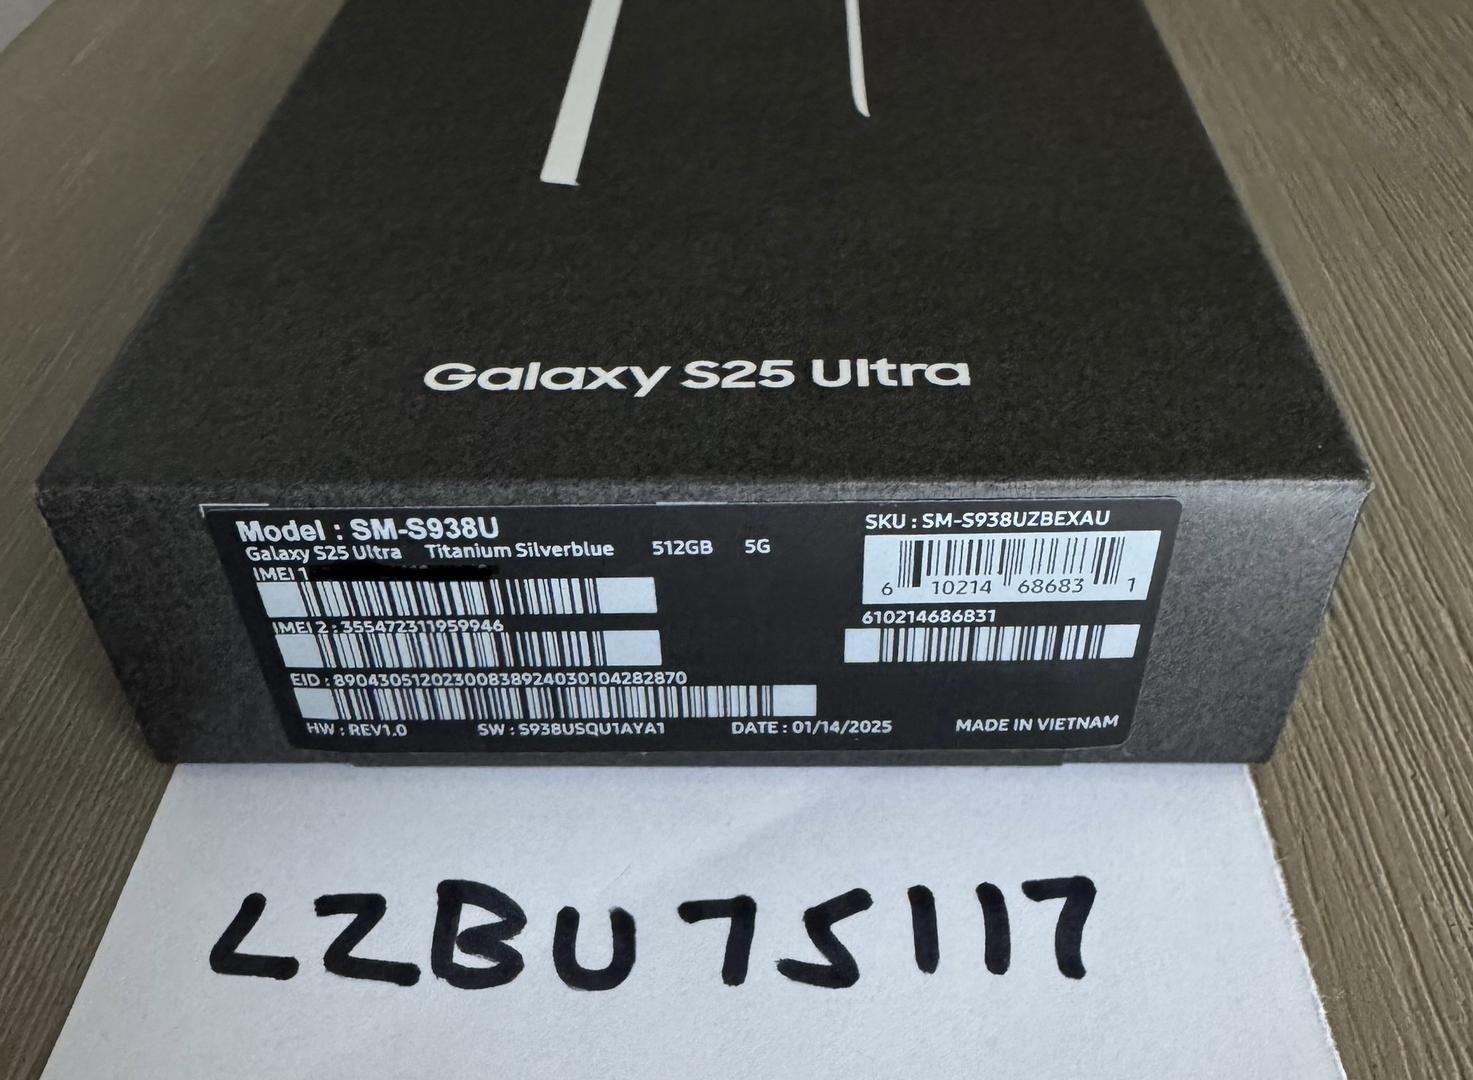 Galaxy S25 Ultra
Model : SM-S938U
Galaxy S25 Ultra Titanium Silverblue 512GB 5G
IMEI 1
IMEI 2 : 355472311959946
EID : 89043051202300838924030104282870
HW : REV1.0 SW : S938USQU1AYA1 DATE : 01/14/2025 MADE IN VIETNAM
SKU : SM-S938UZBEXAU
6 10214 68683 1
610214686831
LZBU75117